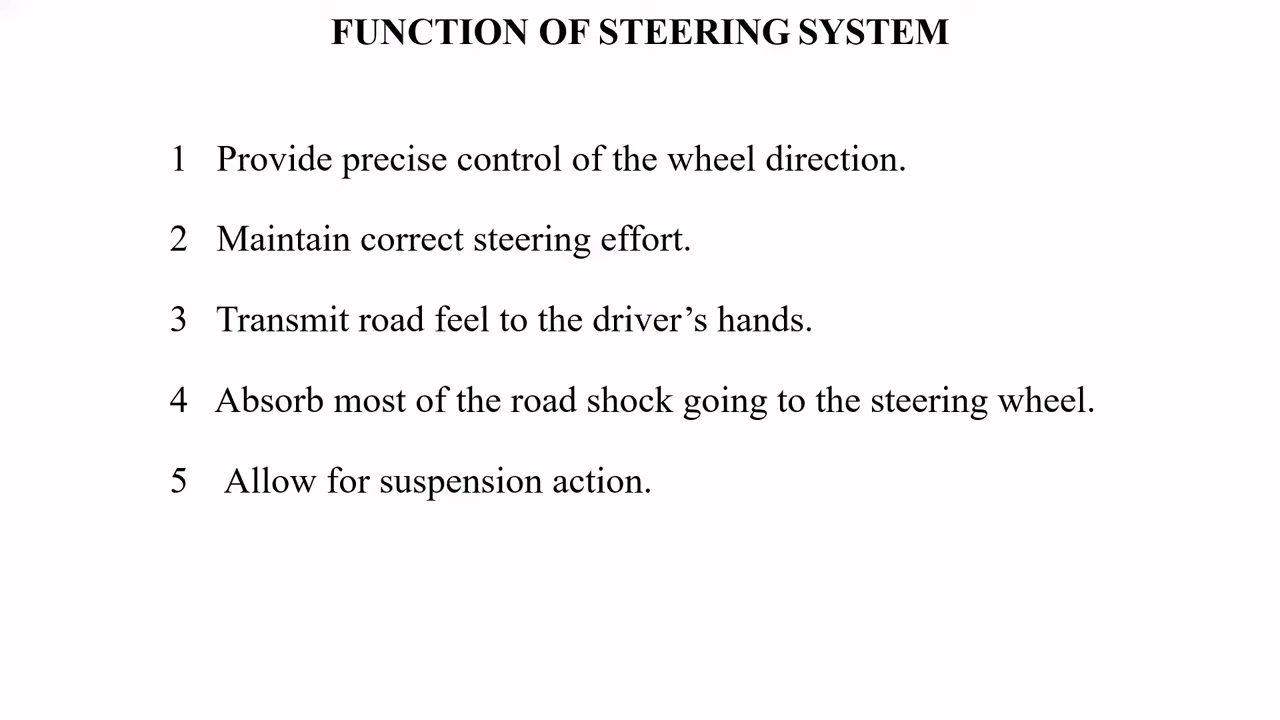 FUNCTION OF STEERING SYSTEM
1 Provide precise control of the wheel direction.
2 Maintain correct steering effort.
3 Transmit road feel to the driver’s hands.
4 Absorb most of the road shock going to the steering wheel.
5 Allow for suspension action.